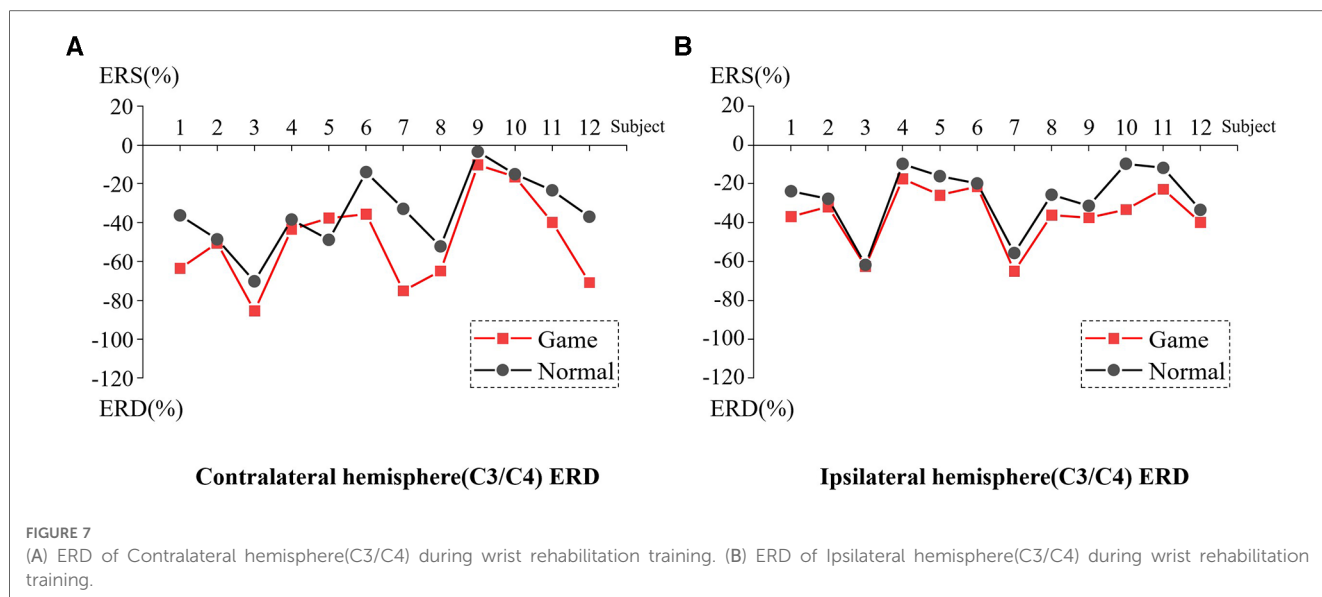 A
ERS(%)
20
0
-20
-40
-60
-80
-100
-120
1 2 3 4 5 6 7 8 9 10 11 12 Subject
Game
Normal
ERD(%)
Contralateral hemisphere(C3/C4) ERD
B
ERS(%)
20
0
-20
-40
-60
-80
-100
-120
1 2 3 4 5 6 7 8 9 10 11 12 Subject
Game
Normal
ERD(%)
Ipsilateral hemisphere(C3/C4) ERD
FIGURE 7
(A) ERD of Contralateral hemisphere(C3/C4) during wrist rehabilitation training. (B) ERD of Ipsilateral hemisphere(C3/C4) during wrist rehabilitation
training.